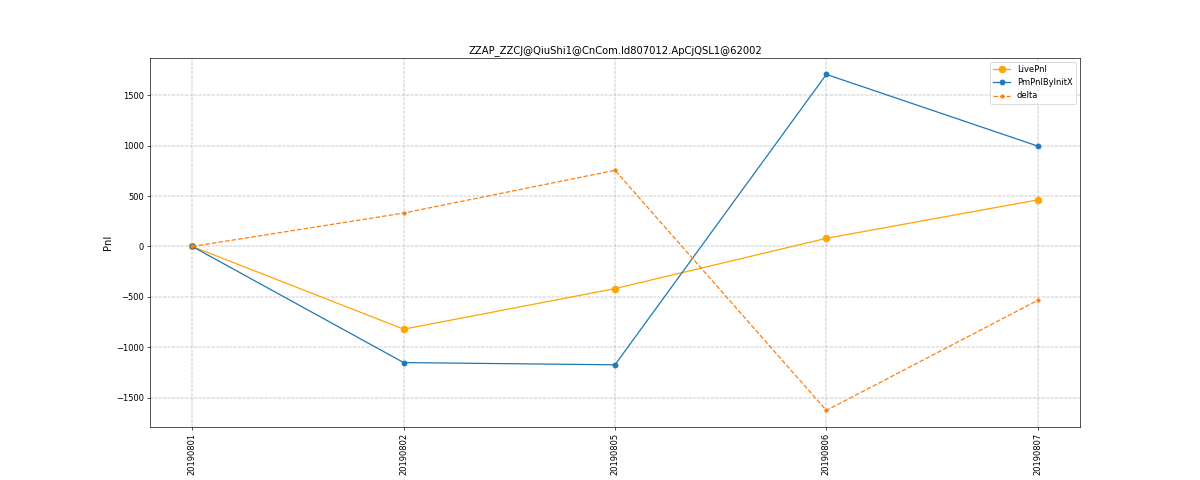 ZZAP_ZZCJ@QiuShi1@CnCom.Id807012.ApCjQSL1@62002
LivePnl
PmPnlByInitX
delta
1500
1000
500
0
−500
−1000
−1500
Pnl
20190801
20190802
20190805
20190806
20190807